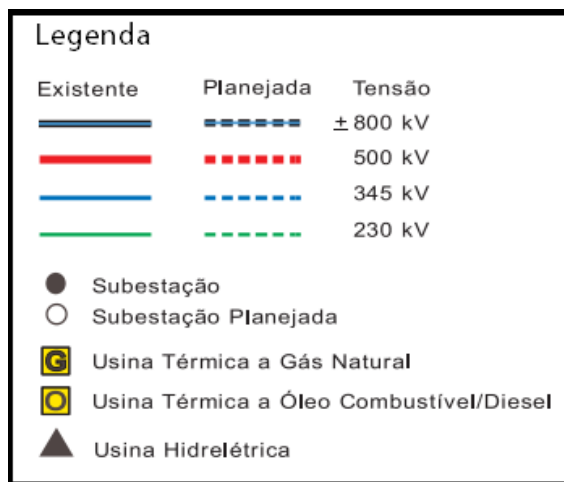 Legenda
Existente Planejada Tensão
± 800 kV
500 kV
345 kV
230 kV
Subestação
Subestação Planejada
G Usina Térmica a Gás Natural
O Usina Térmica a Óleo Combustível/Diesel
Usina Hidrelétrica